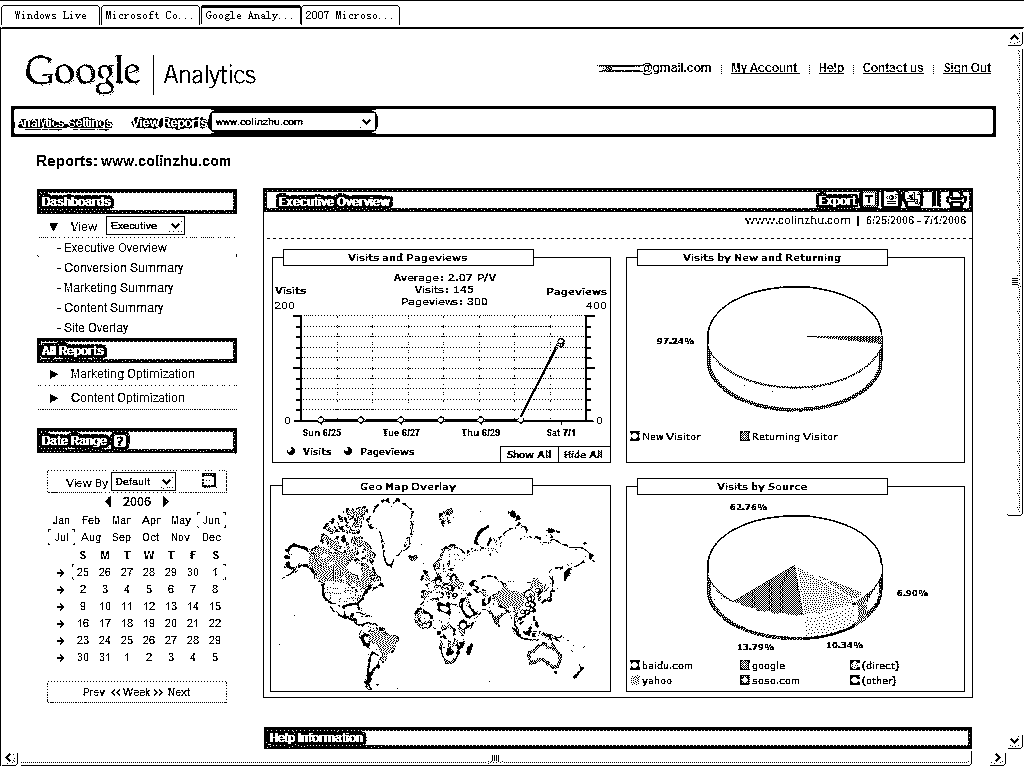 Windows Live
Microsoft Co...
Google Analy...
2007 Microso...
Google Analytics
@gmail.com | My Account | Help | Contact us | Sign Out
Analytics Settings View Reports www.colinzhu.com
Reports: www.colinzhu.com
Dashboards
View Executive
- Executive Overview
- Conversion Summary
- Marketing Summary
- Content Summary
- Site Overlay
All Reports
Marketing Optimization
Content Optimization
Date Range ?
View By Default
2006
Jan Feb Mar Apr May Jun
Jul Aug Sep Oct Nov Dec
S M T W T F S
25 26 27 28 29 30 1
2 3 4 5 6 7 8
9 10 11 12 13 14 15
16 17 18 19 20 21 22
23 24 25 26 27 28 29
30 31 1 2 3 4 5
Prev << Week >> Next
Executive Overview
Export T
www.colinzhu.com | 6/25/2006 - 7/1/2006
Visits and Pageviews
Average: 2.07 P/V
Visits: 145
Pageviews: 300
Visits
200
Pageviews
400
0
0
Sun 6/25 Tue 6/27 Thu 6/29 Sat 7/1
Visits Pageviews
Show All Hide All
Visits by New and Returning
97.24%
New Visitor Returning Visitor
Geo Map Overlay
Visits by Source
62.76%
6.90%
13.79%
10.34%
baidu.com google (direct)
yahoo soso.com (other)
Help Information